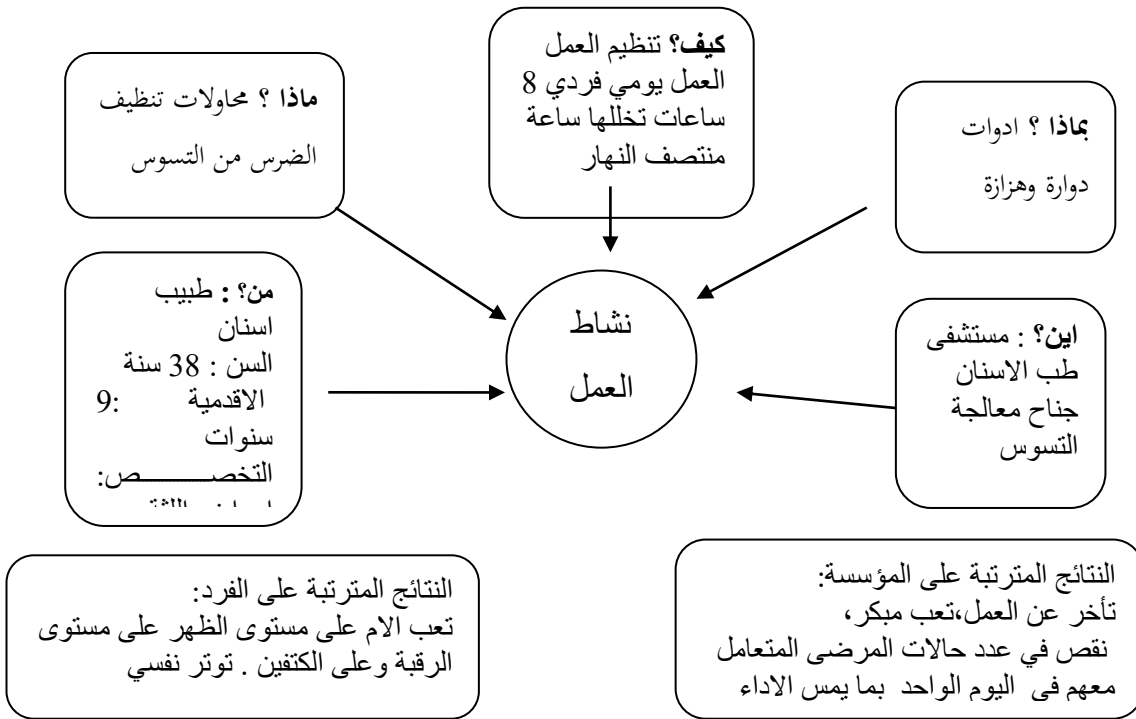 كيف؟ تنظيم العمل
العمل يومي فردي 8
ساعات تخللها ساعة
منتصف النهار
بماذا ؟ ادوات
دوارة وهزازة
ماذا ؟ محاولات تنظيف
الضرس من التسوس
نشاط
العمل
اين؟ : مستشفى
طب الاسنان
جناح معالجة
التسوس
من؟ : طبيب
اسنان
السن : 38 سنة
الاقدمية :9
سنوات
التخصـــــــص:
النتائج المترتبة على المؤسسة:
تأخر عن العمل،تعب مبكر،
نقص في عدد حالات المرضى المتعامل
معهم في اليوم الواحد بما يمس الاداء
النتائج المترتبة على الفرد:
تعب الام على مستوى الظهر على مستوى
الرقبة وعلى الكتفين . توتر نفسي